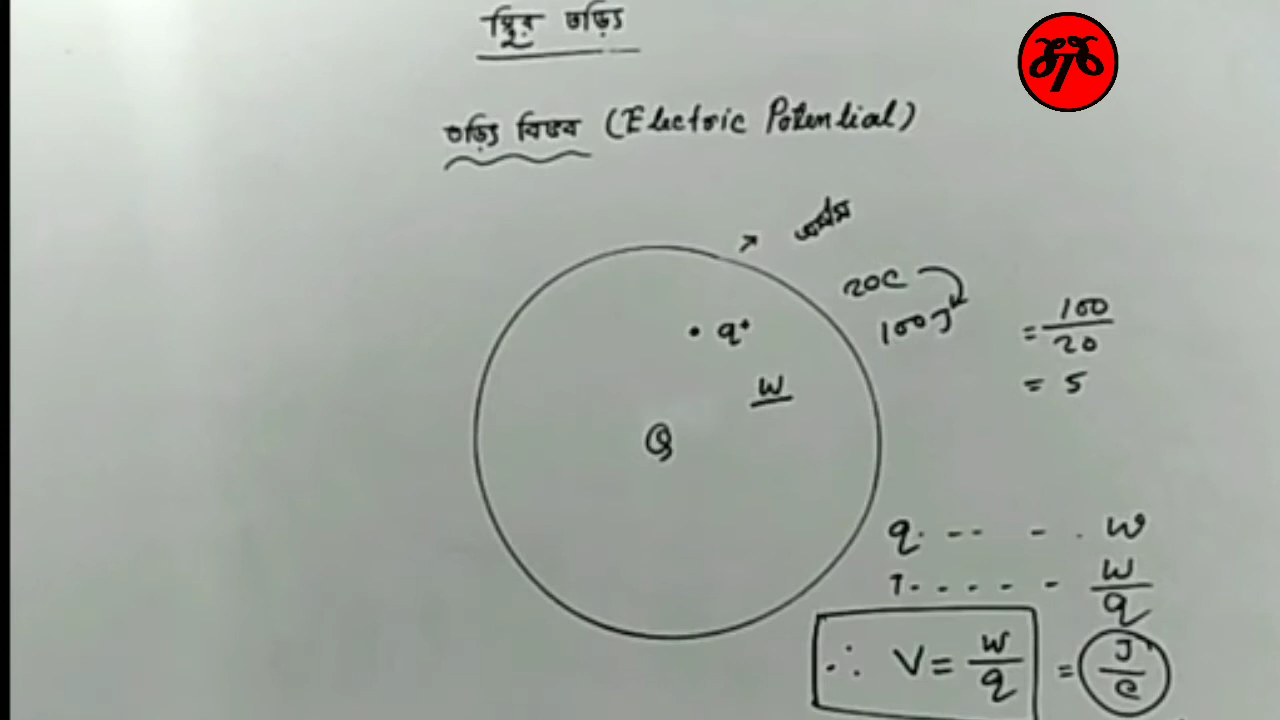 স্থির তড়িৎ
তড়িৎ বিভব (Electric Potential)
অসীম
20C
100J
= 100/20
= 5
q+
W
Q
q . - - - . W
1 . - . . . - W/q
∴ V = W/q = J/C